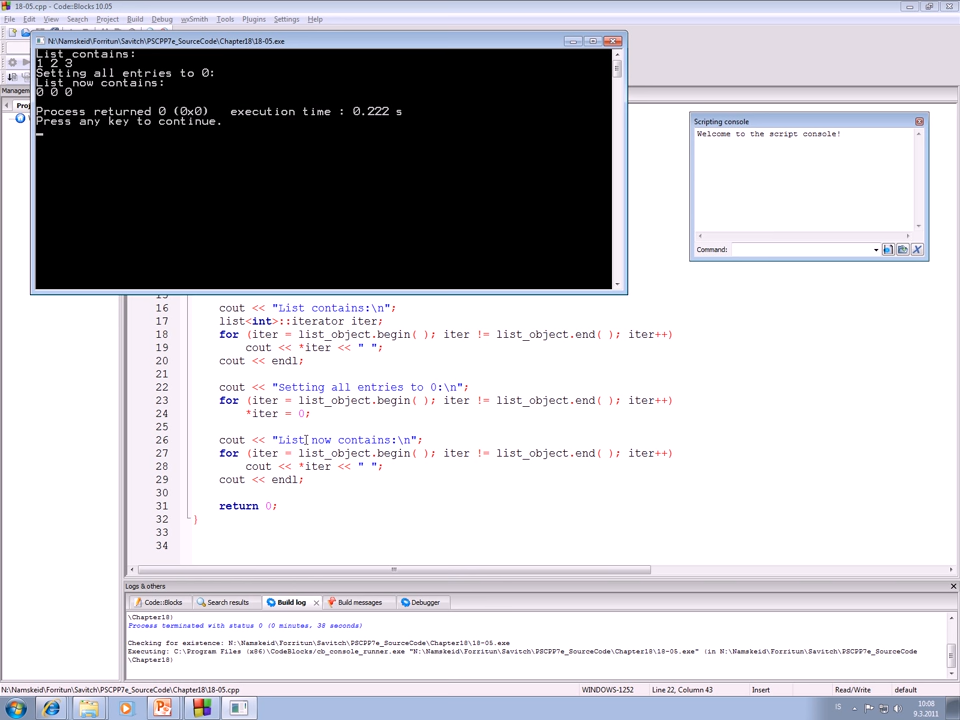 18-05.cpp - Code::Blocks 10.05
File Edit View Search Project Build Debug wxSmith Tools Plugins Settings Help
N:\Namskeid\Forritun\Savitch\PSCPP7e_SourceCode\Chapter18\18-05.exe
List contains:
1 2 3
Setting all entries to 0:
List now contains:
0 0 0
Process returned 0 (0x0)   execution time : 0.222 s
Press any key to continue.
Scripting console
Welcome to the script console!
Command:
16 cout << "List contains:\n";
17 list<int>::iterator iter;
18 for (iter = list_object.begin( ); iter != list_object.end( ); iter++)
19 cout << *iter << " ";
20 cout << endl;
21
22 cout << "Setting all entries to 0:\n";
23 for (iter = list_object.begin( ); iter != list_object.end( ); iter++)
24 *iter = 0;
25
26 cout << "List now contains:\n";
27 for (iter = list_object.begin( ); iter != list_object.end( ); iter++)
28 cout << *iter << " ";
29 cout << endl;
30
31 return 0;
32 }
33
34
Logs & others
Code::Blocks Search results Build log Build messages Debugger
\Chapter18)
Process terminated with status 0 (0 minutes, 38 seconds)
Checking for existence: N:\Namskeid\Forritun\Savitch\PSCPP7e_SourceCode\Chapter18\18-05.exe
Executing: C:\Program Files (x86)\CodeBlocks/cb_console_runner.exe "N:\Namskeid\Forritun\Savitch\PSCPP7e_SourceCode\Chapter18\18-05.exe" (in N:\Namskeid\Forritun\Savitch\PSCPP7e_SourceCode
\Chapter18)
N:\Namskeid\Forritun\Savitch\PSCPP7e_SourceCode\Chapter18\18-05.cpp WINDOWS-1252 Line 22, Column 43 Insert Read/Write default
IS 10:08
9.3.2011